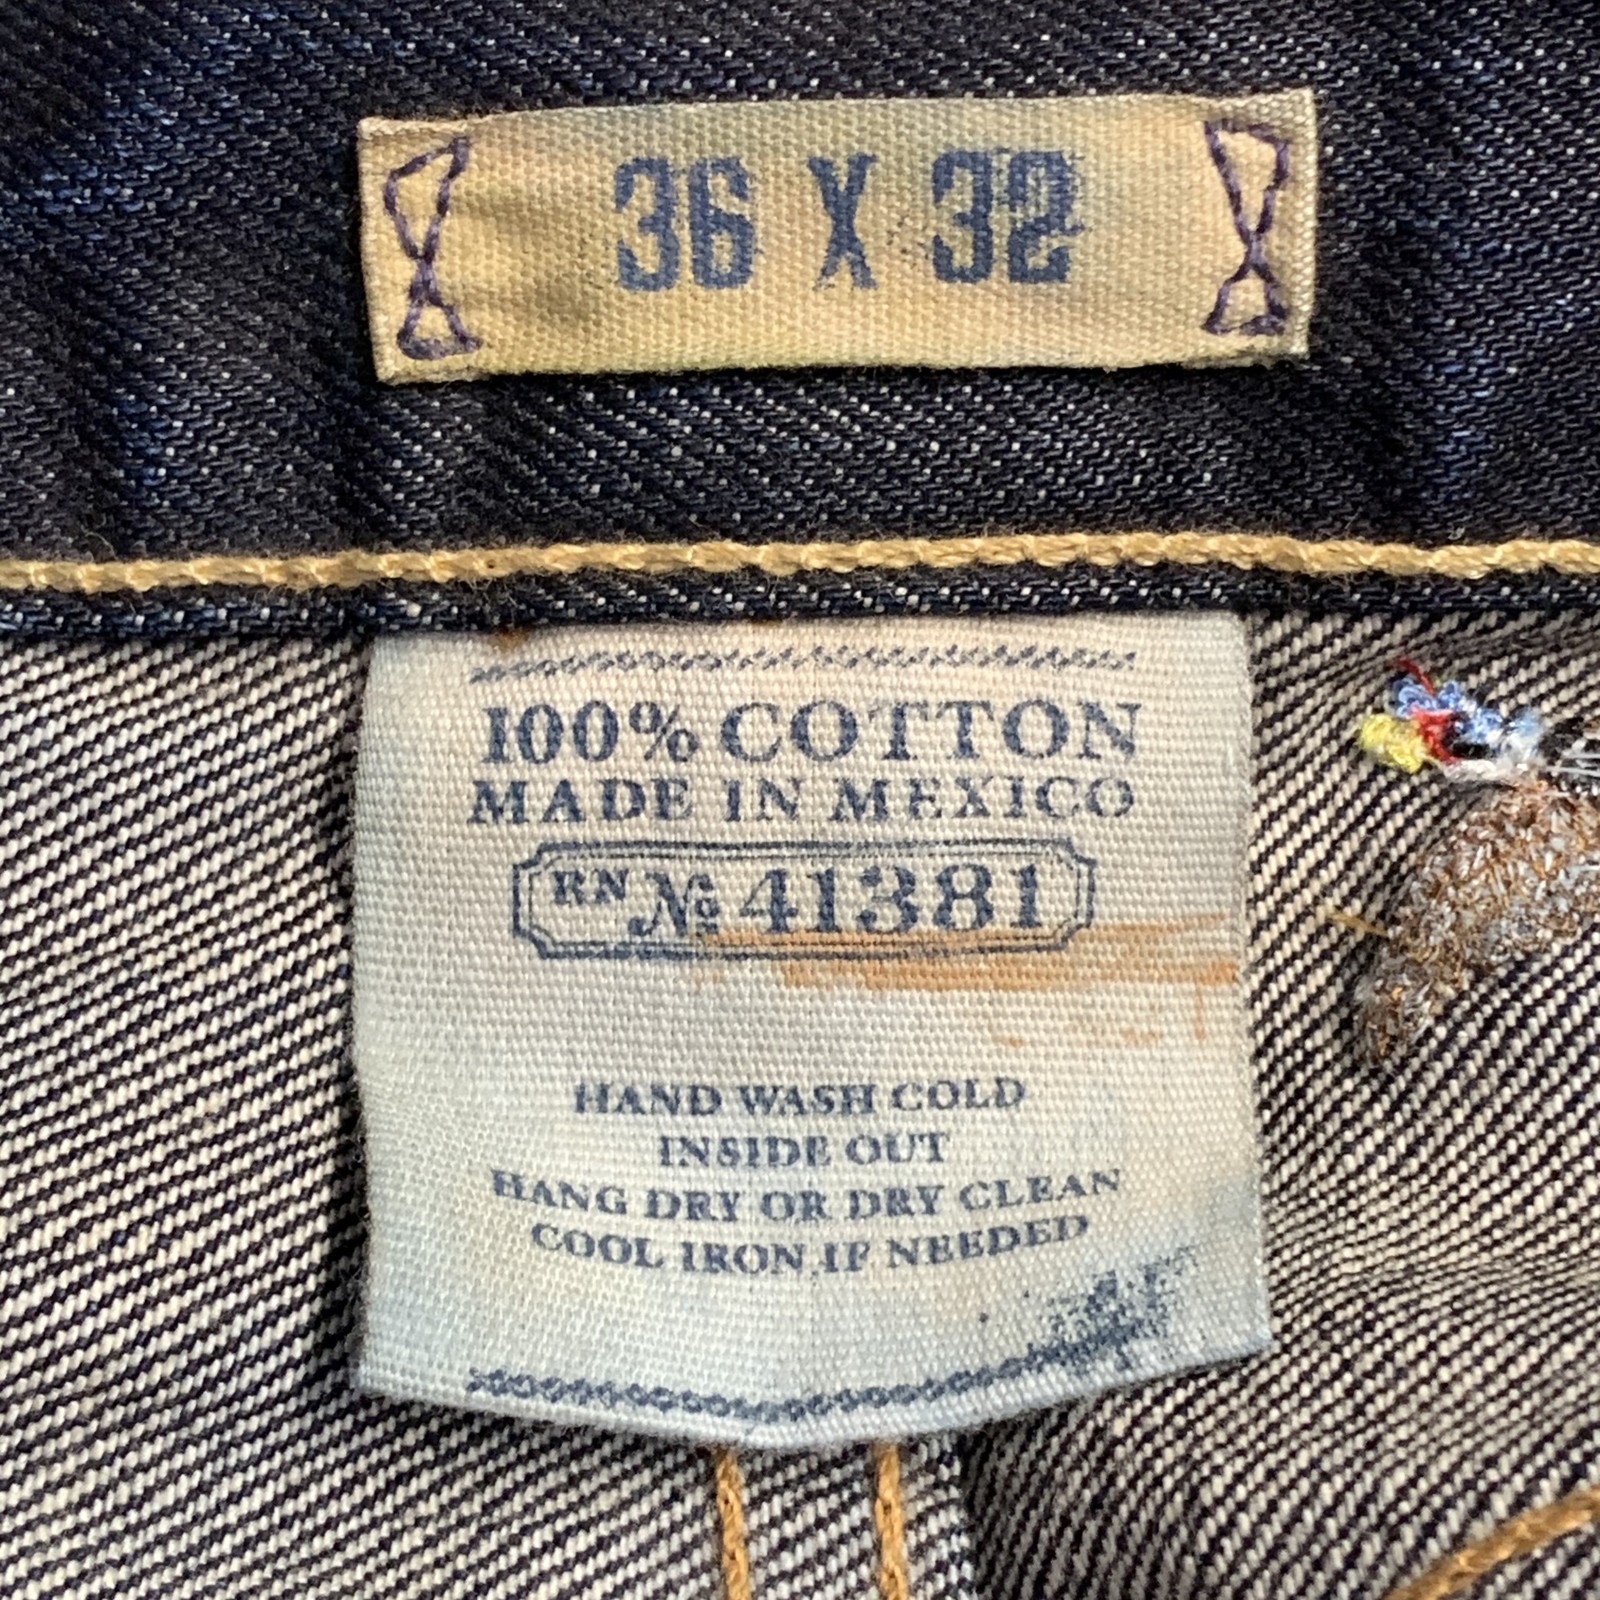 36 X 32
100% COTTON
MADE IN MEXICO
RN № 41381
HAND WASH COLD
INSIDE OUT
HANG DRY OR DRY CLEAN
COOL IRON, IF NEEDED